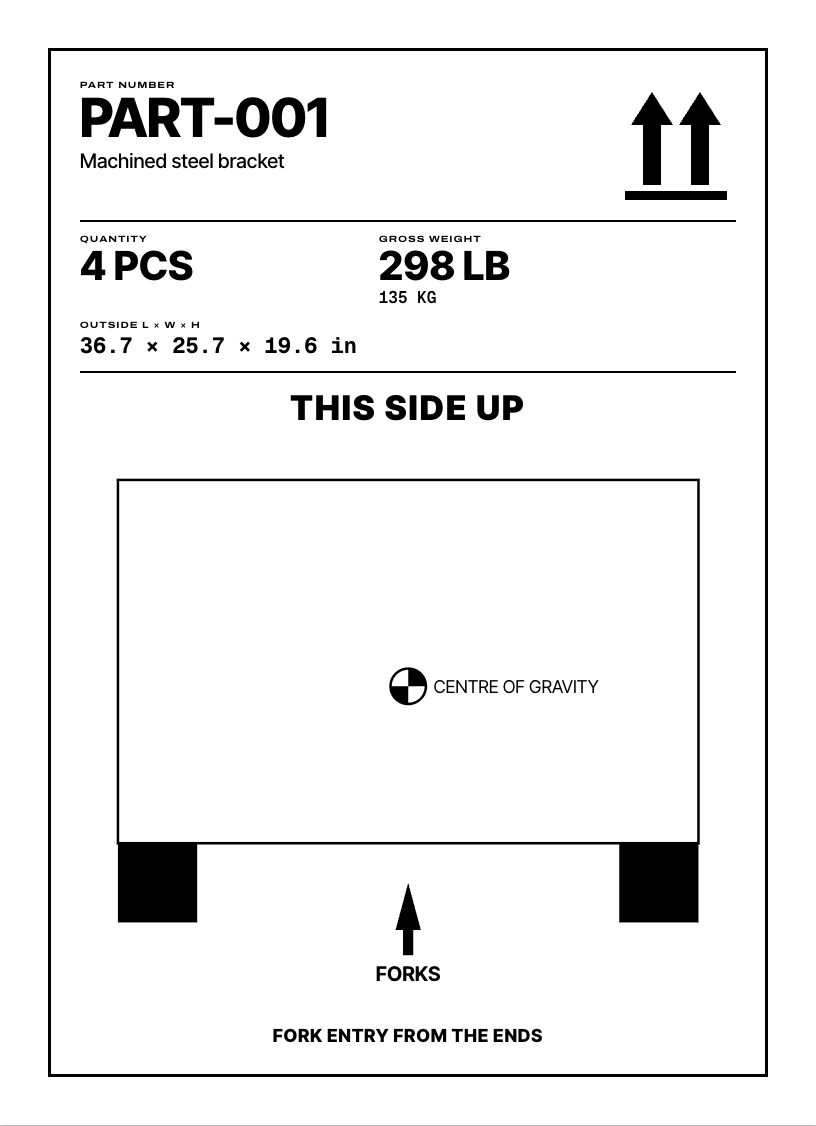 PART NUMBER
PART-001
Machined steel bracket
QUANTITY
4 PCS
GROSS WEIGHT
298 LB
135 KG
OUTSIDE L × W × H
36.7 × 25.7 × 19.6 in
THIS SIDE UP
CENTRE OF GRAVITY
FORKS
FORK ENTRY FROM THE ENDS